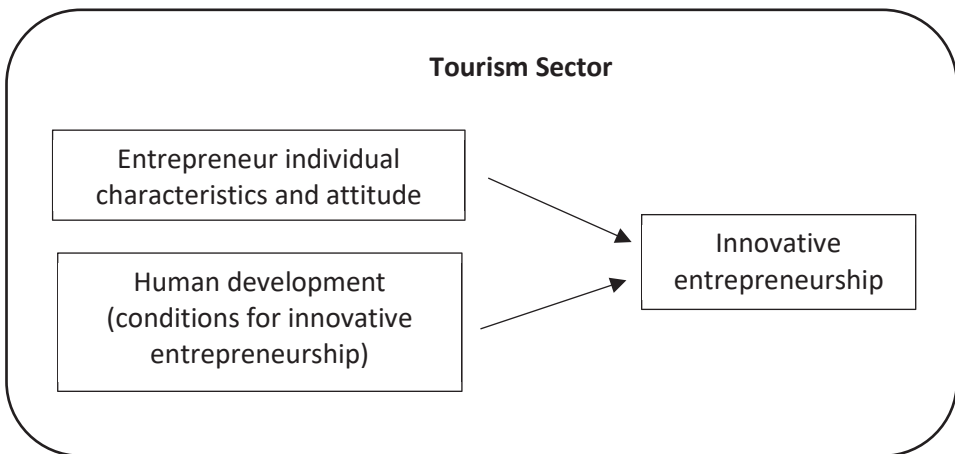 Tourism Sector
Entrepreneur individual
characteristics and attitude
Human development
(conditions for innovative
entrepreneurship)
Innovative
entrepreneurship